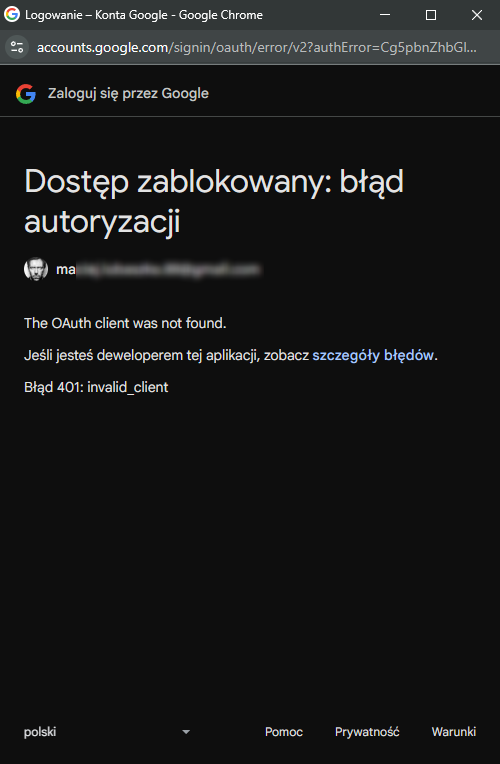 Logowanie – Konta Google - Google Chrome
accounts.google.com/signin/oauth/error/v2?authError=Cg5pbnZhbGl...
Zaloguj się przez Google
Dostęp zablokowany: błąd
autoryzacji
ma
The OAuth client was not found.
Jeśli jesteś deweloperem tej aplikacji, zobacz szczegóły błędów.
Błąd 401: invalid_client
polski Pomoc Prywatność Warunki